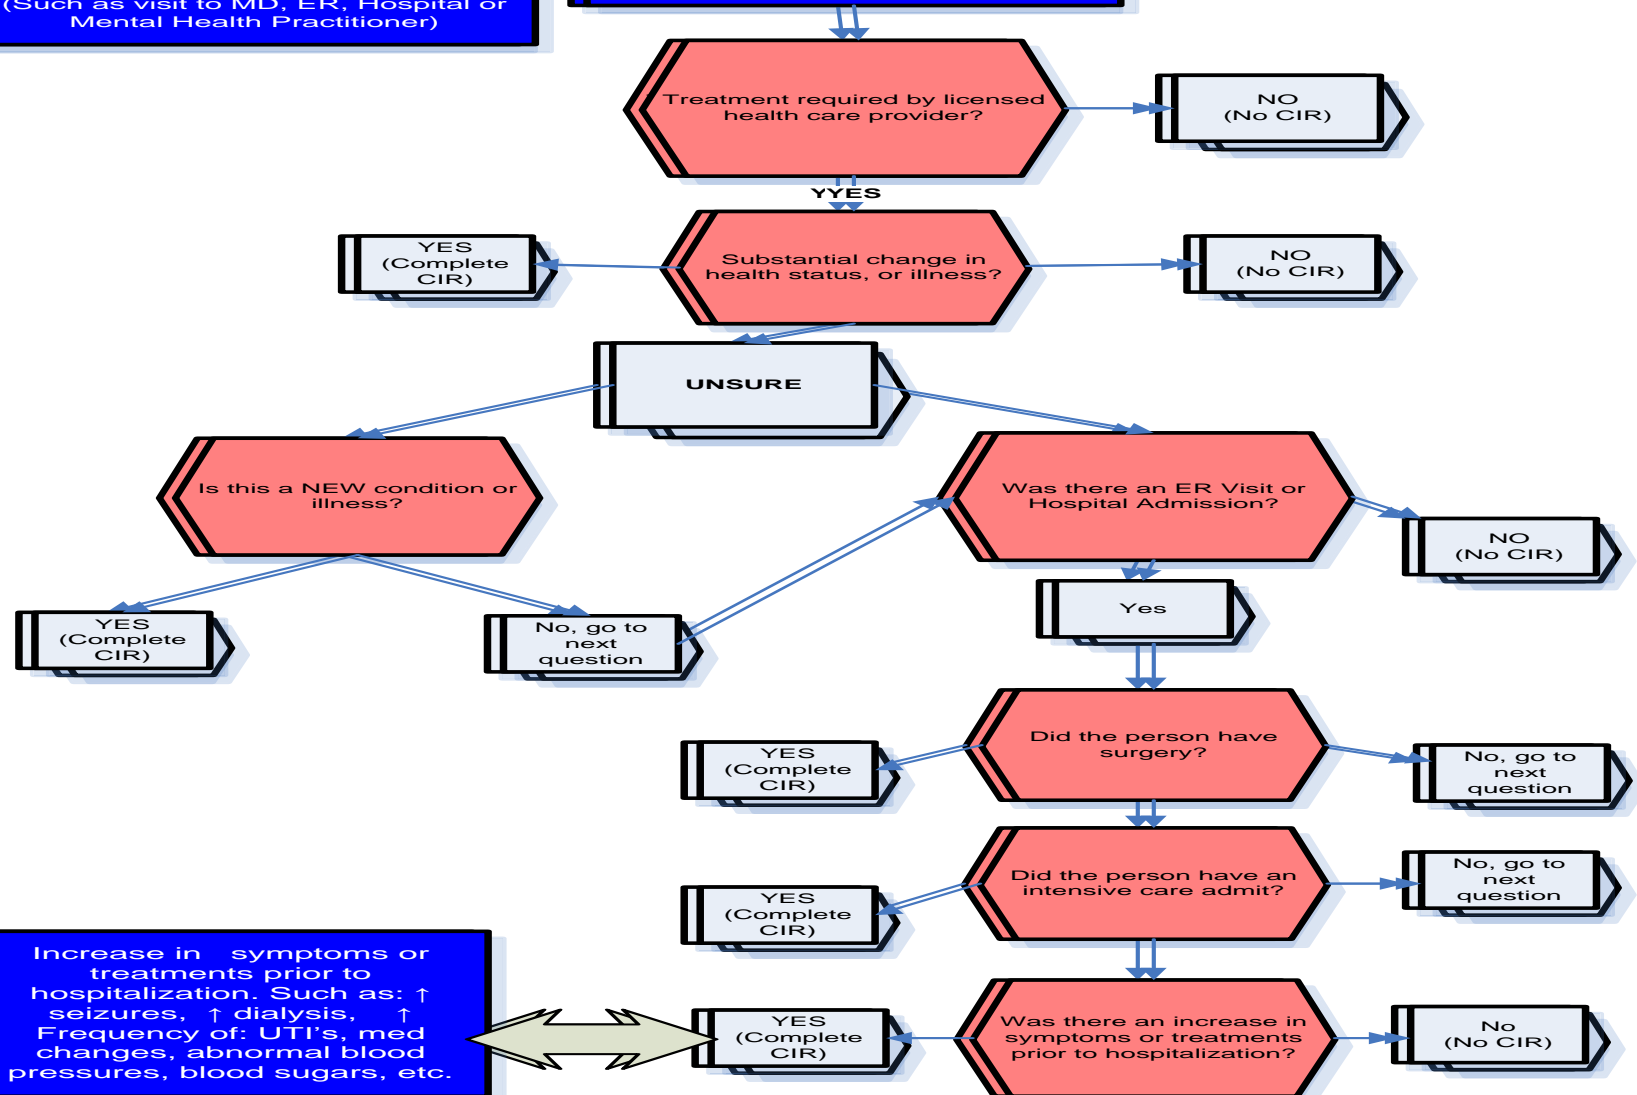 (Such as visit to MD, ER, Hospital or
Mental Health Practitioner)
Treatment required by licensed
health care provider?
NO
(No CIR)
YYES
Substantial change in
health status, or illness?
YES
(Complete
CIR)
NO
(No CIR)
UNSURE
Is this a NEW condition or
illness?
Was there an ER Visit or
Hospital Admission?
NO
(No CIR)
YES
(Complete
CIR)
No, go to
next
question
Yes
Did the person have
surgery?
YES
(Complete
CIR)
No, go to
next
question
Did the person have an
intensive care admit?
YES
(Complete
CIR)
No, go to
next
question
Increase in symptoms or
treatments prior to
hospitalization. Such as: ↑
seizures, ↑ dialysis, ↑
Frequency of: UTI's, med
changes, abnormal blood
pressures, blood sugars, etc.
YES
(Complete
CIR)
Was there an increase in
symptoms or treatments
prior to hospitalization?
No
(No CIR)